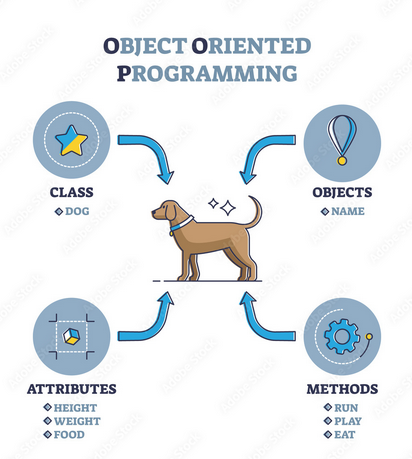 OBJECT ORIENTED
PROGRAMMING
CLASS
DOG
OBJECTS
NAME
ATTRIBUTES
HEIGHT
WEIGHT
FOOD
METHODS
RUN
PLAY
EAT